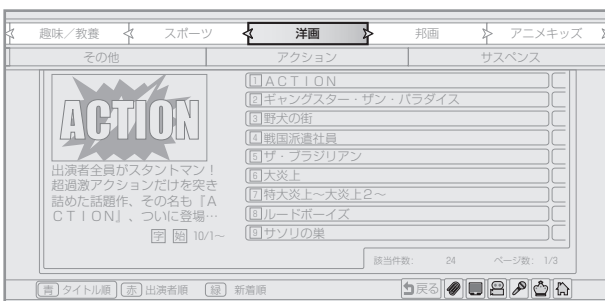 趣味／教養 スポーツ 洋画 邦画 アニメキッズ
その他 アクション サスペンス
ACTION
出演者全員がスタントマン！
超過激アクションだけを突き
詰めた話題作、その名も『A
CTION』、ついに登場…
字 始 10/1～
1 ACTION
2 ギャングスター・ザン・パラダイス
3 野犬の街
4 戦国派遣社員
5 ザ・ブラジリアン
6 大炎上
7 特大炎上～大炎上2～
8 ルードボーイズ
9 サソリの巣
該当件数: 24 ページ数: 1/3
青 タイトル順 赤 出演者順 緑 新着順 戻る